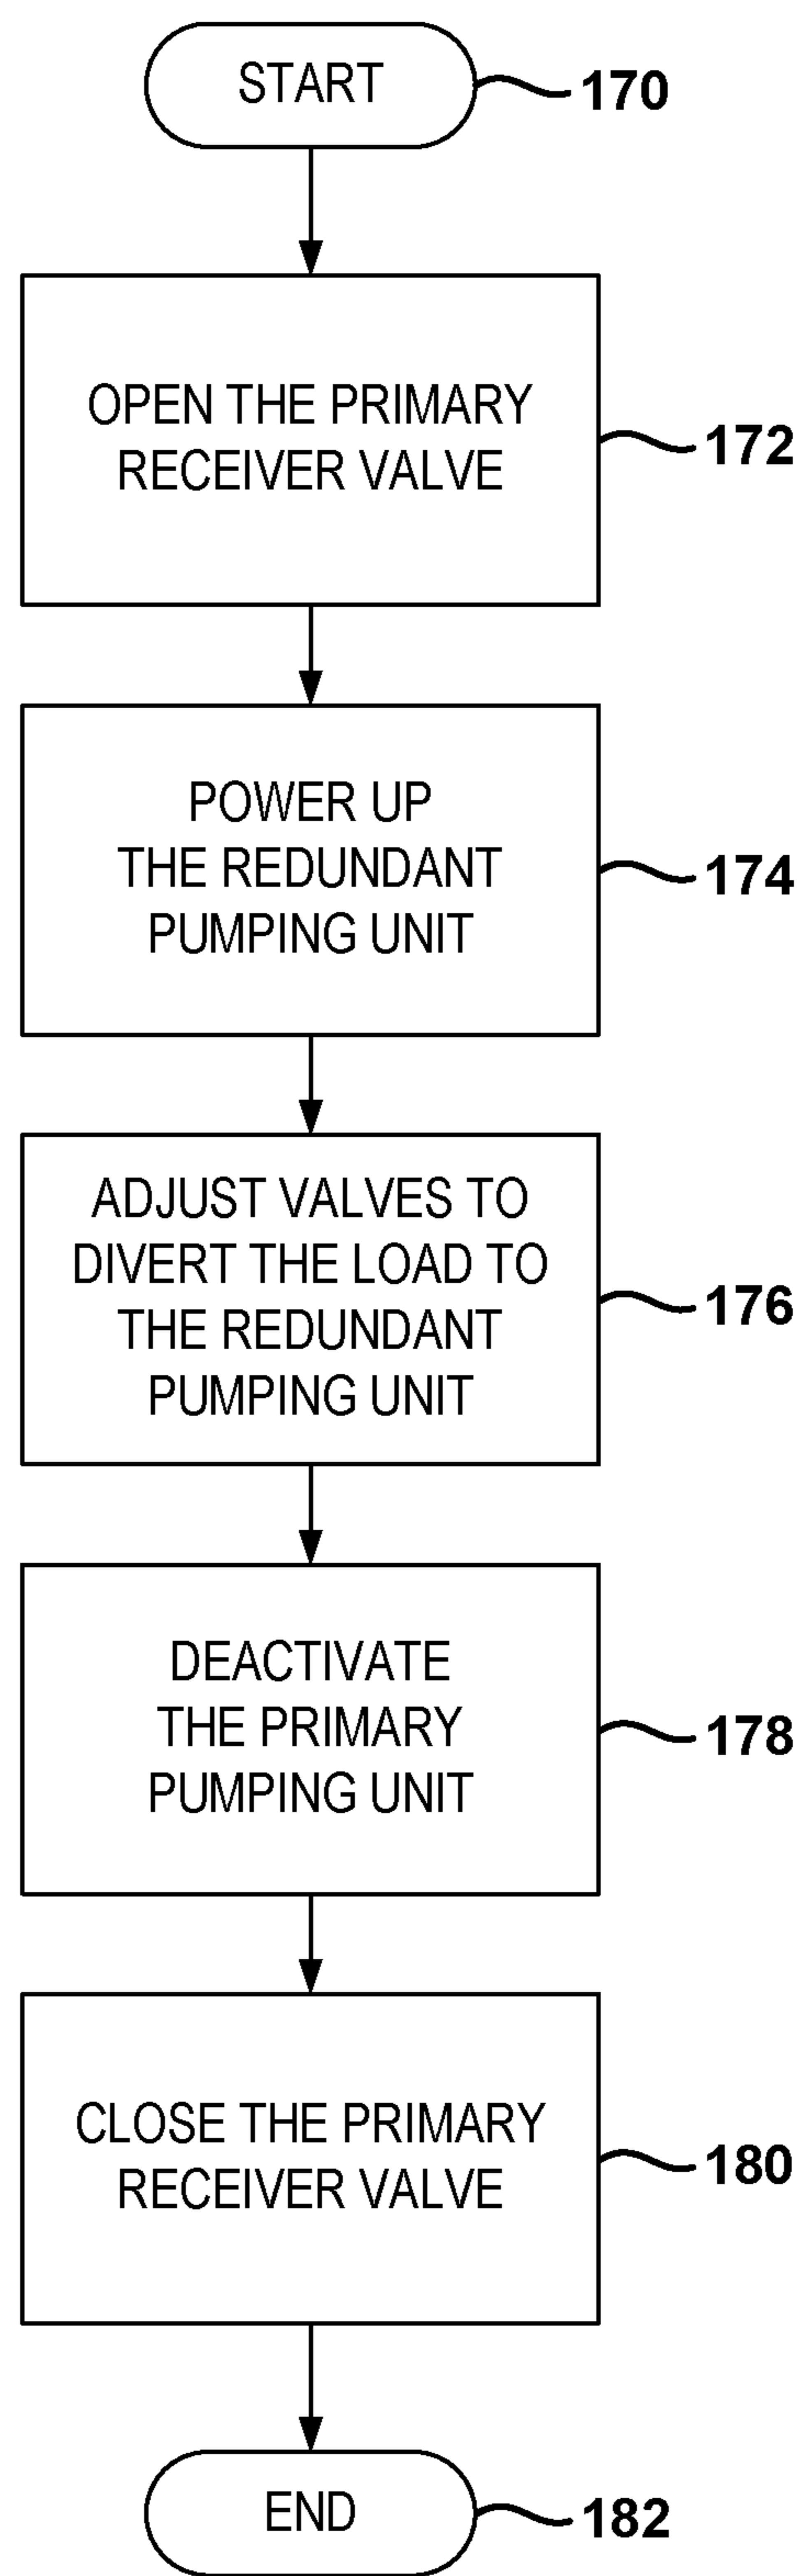 START
170
OPEN THE PRIMARY
RECEIVER VALVE
172
POWER UP
THE REDUNDANT
PUMPING UNIT
174
ADJUST VALVES TO
DIVERT THE LOAD TO
THE REDUNDANT
PUMPING UNIT
176
DEACTIVATE
THE PRIMARY
PUMPING UNIT
178
CLOSE THE PRIMARY
RECEIVER VALVE
180
END
182